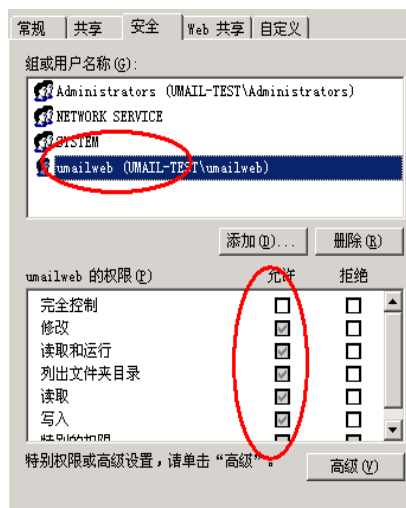 常规 共享 安全 Web 共享 自定义
组或用户名称(G):
Administrators (UMAIL-TEST\Administrators)
NETWORK SERVICE
SYSTEM
umailweb (UMAIL-TEST\umailweb)
添加(D)... 删除(R)
umailweb 的权限(P) 允许 拒绝
完全控制
修改
读取和运行
列出文件夹目录
读取
写入
特别的权限
特别权限或高级设置，请单击“高级”。 高级(V)